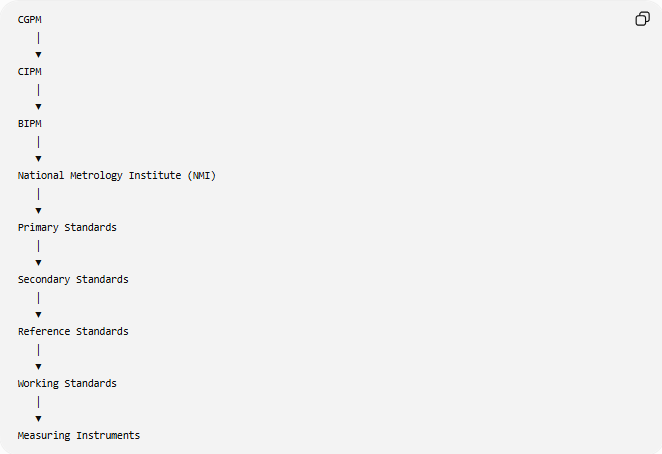 CGPM
│
▼
CIPM
│
▼
BIPM
│
▼
National Metrology Institute (NMI)
│
▼
Primary Standards
│
▼
Secondary Standards
│
▼
Reference Standards
│
▼
Working Standards
│
▼
Measuring Instruments